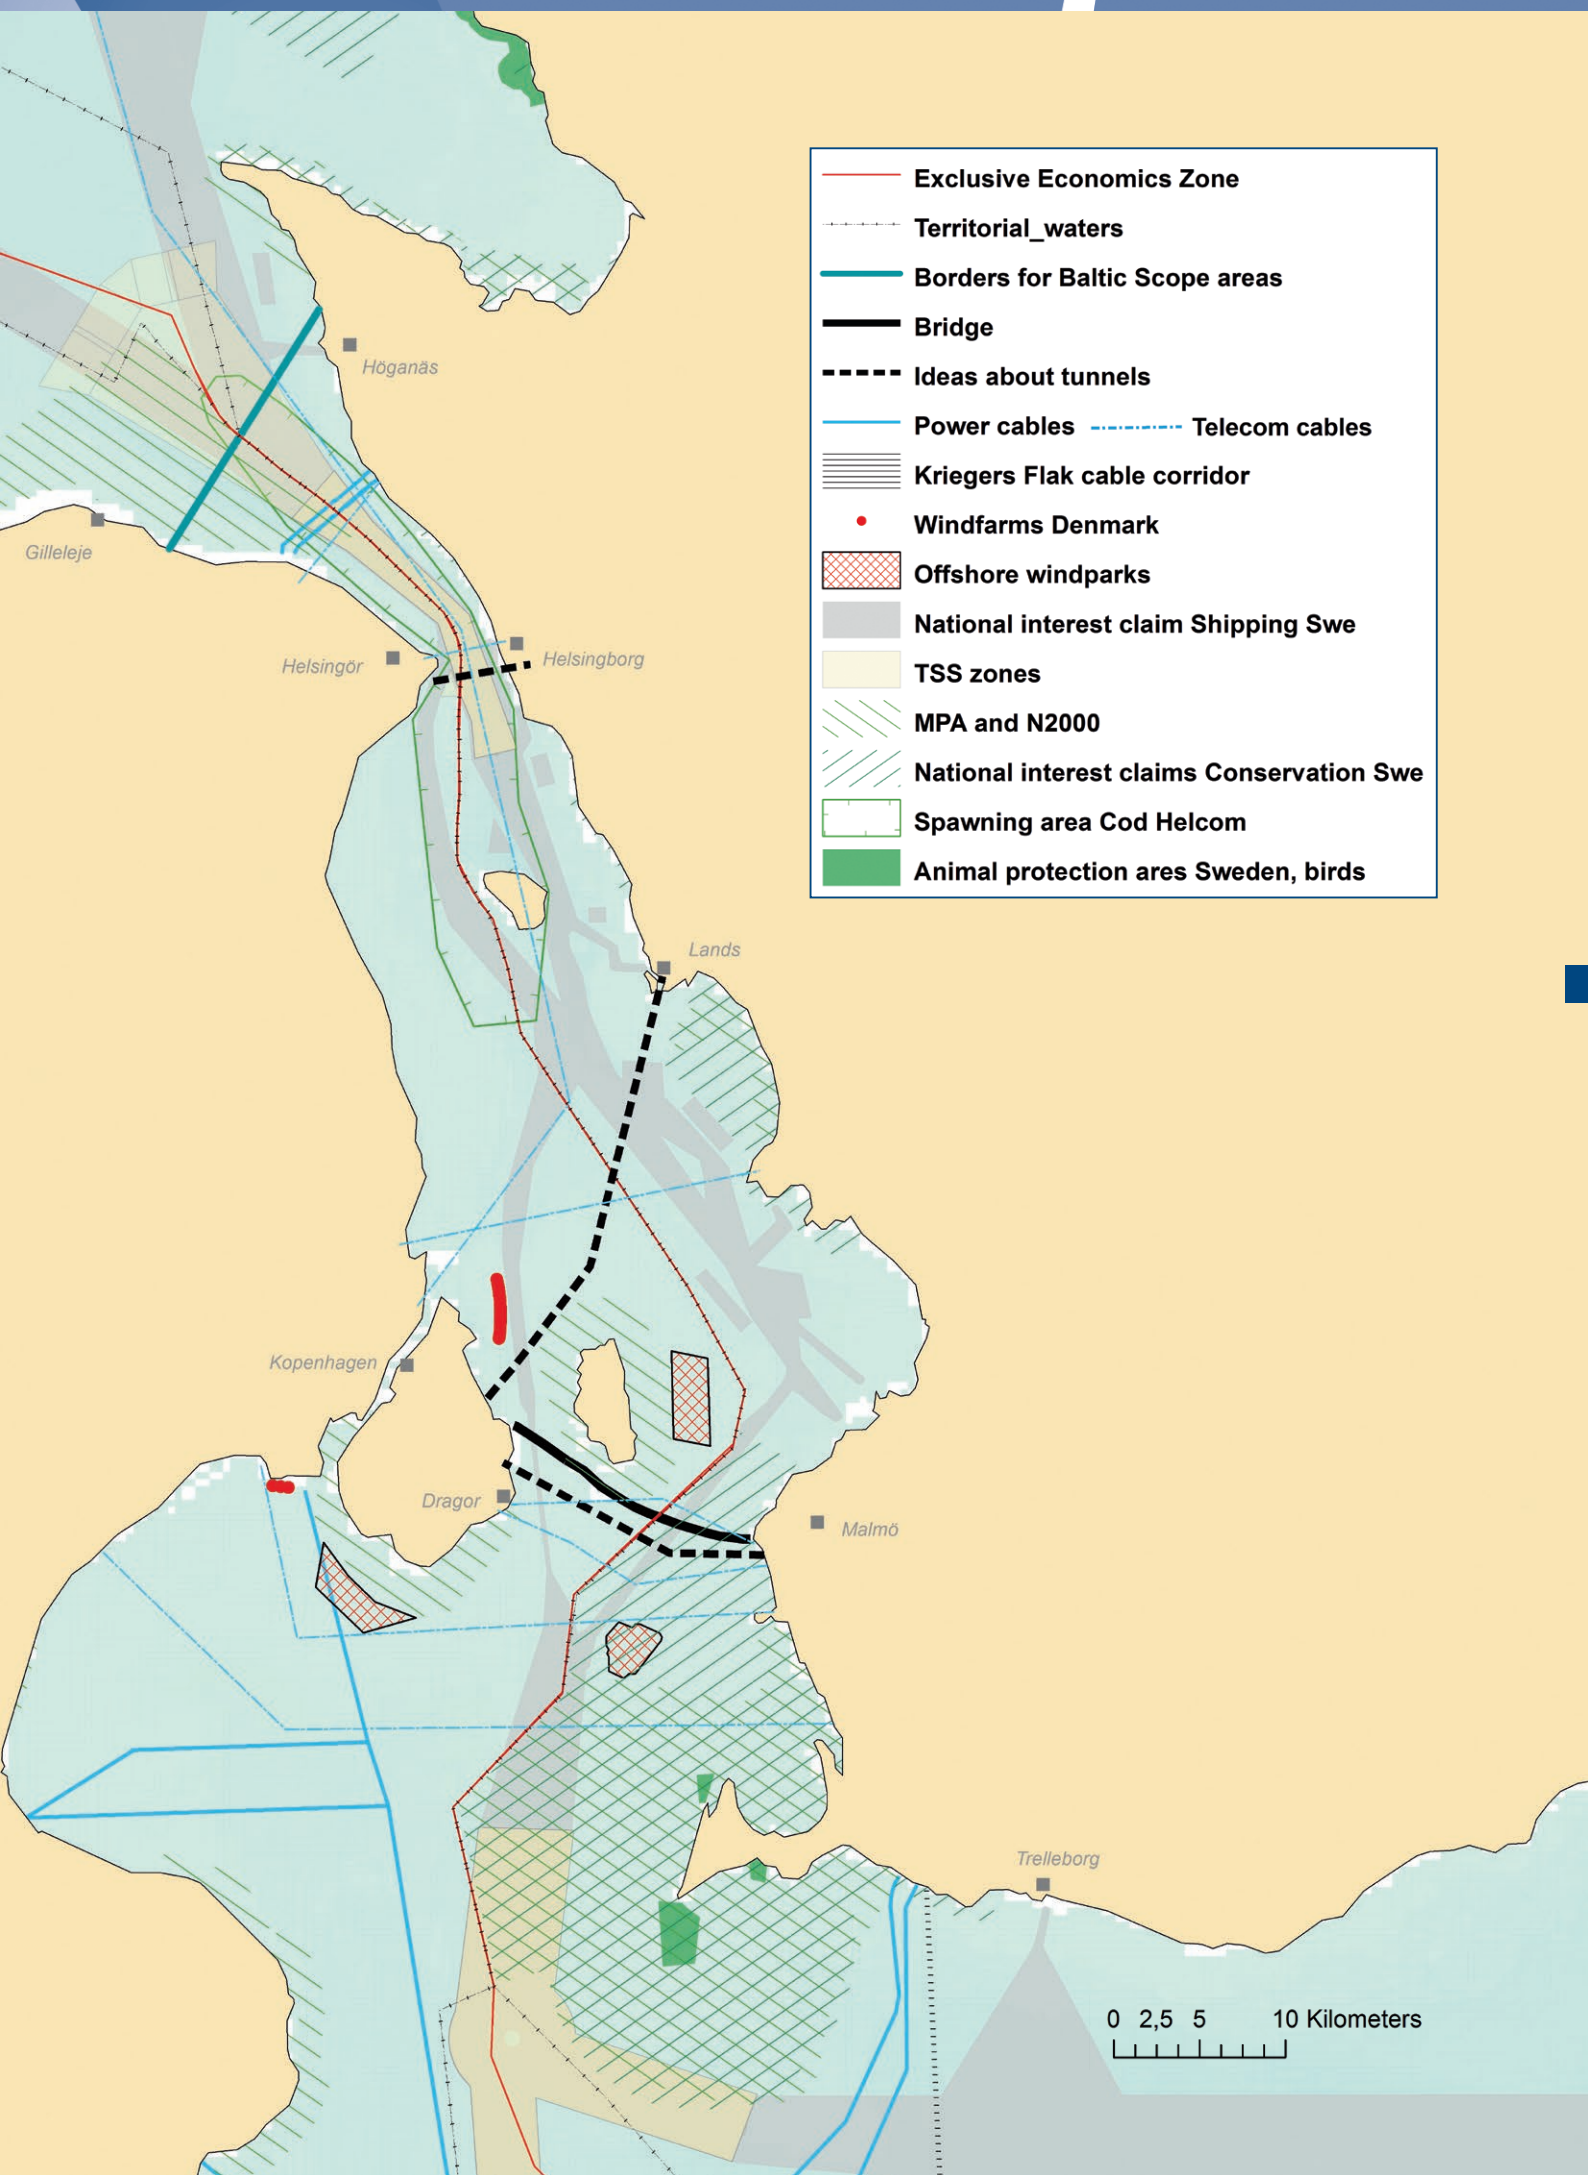 Exclusive Economics Zone
Territorial_waters
Borders for Baltic Scope areas
Bridge
Ideas about tunnels
Power cables Telecom cables
Kriegers Flak cable corridor
Windfarms Denmark
Offshore windparks
National interest claim Shipping Swe
TSS zones
MPA and N2000
National interest claims Conservation Swe
Spawning area Cod Helcom
Animal protection ares Sweden, birds
Höganäs
Gilleleje
Helsingör
Helsingborg
Lands
Kopenhagen
Dragor
Malmö
Trelleborg
0 2,5 5 10 Kilometers